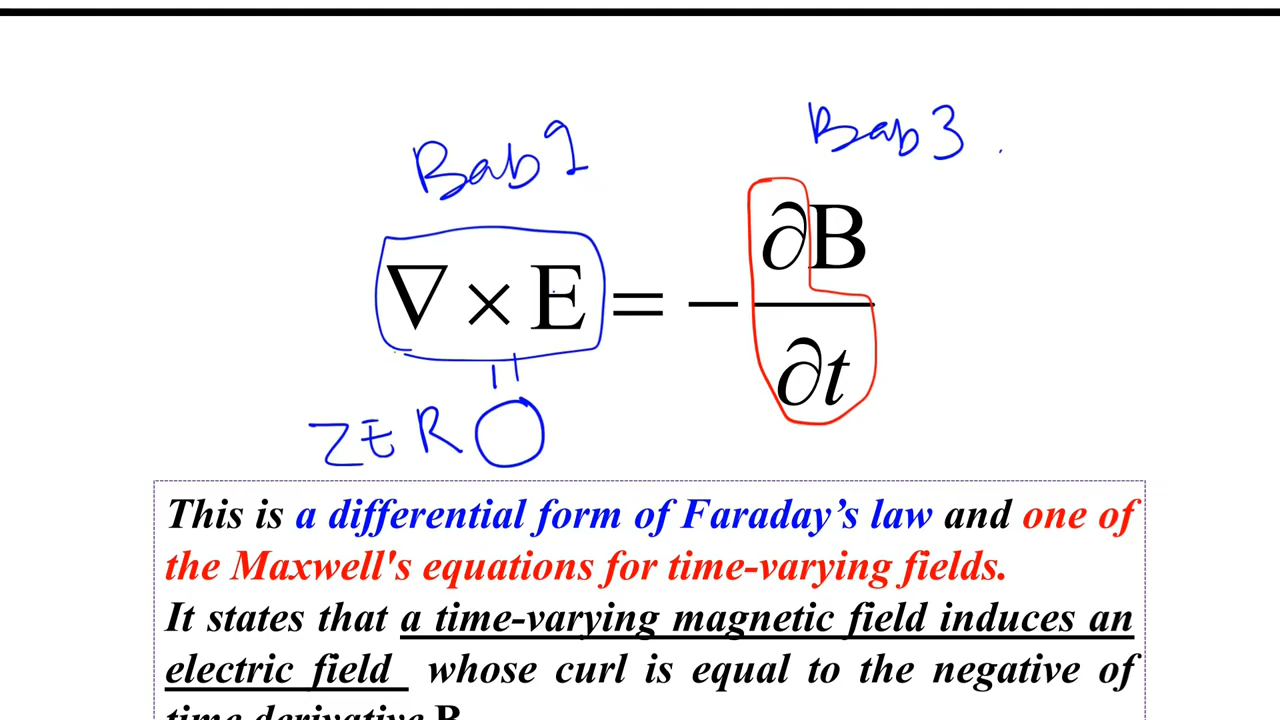 Bab 1
Bab 3
∇ × E = − ∂B/∂t
ZERO
This is a differential form of Faraday’s law and one of
the Maxwell's equations for time-varying fields.
It states that a time-varying magnetic field induces an
electric field whose curl is equal to the negative of
time derivative B